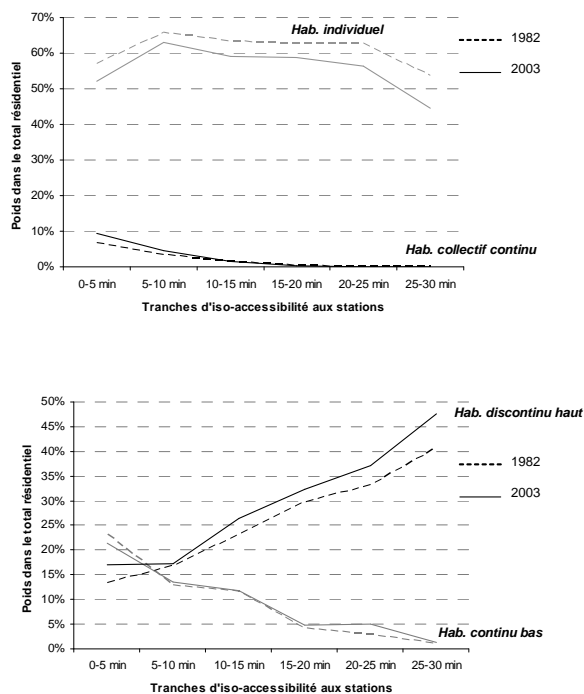 70%
60%
50%
40%
30%
20%
10%
0%
Poids dans le total résidentiel
Hab. individuel
1982
2003
Hab. collectif continu
0-5 min 5-10 min 10-15 min 15-20 min 20-25 min 25-30 min
Tranches d'iso-accessibilité aux stations
50%
45%
40%
35%
30%
25%
20%
15%
10%
5%
0%
Poids dans le total résidentiel
Hab. discontinu haut
1982
2003
Hab. continu bas
0-5 min 5-10 min 10-15 min 15-20 min 20-25 min 25-30 min
Tranches d'iso-accessibilité aux stations